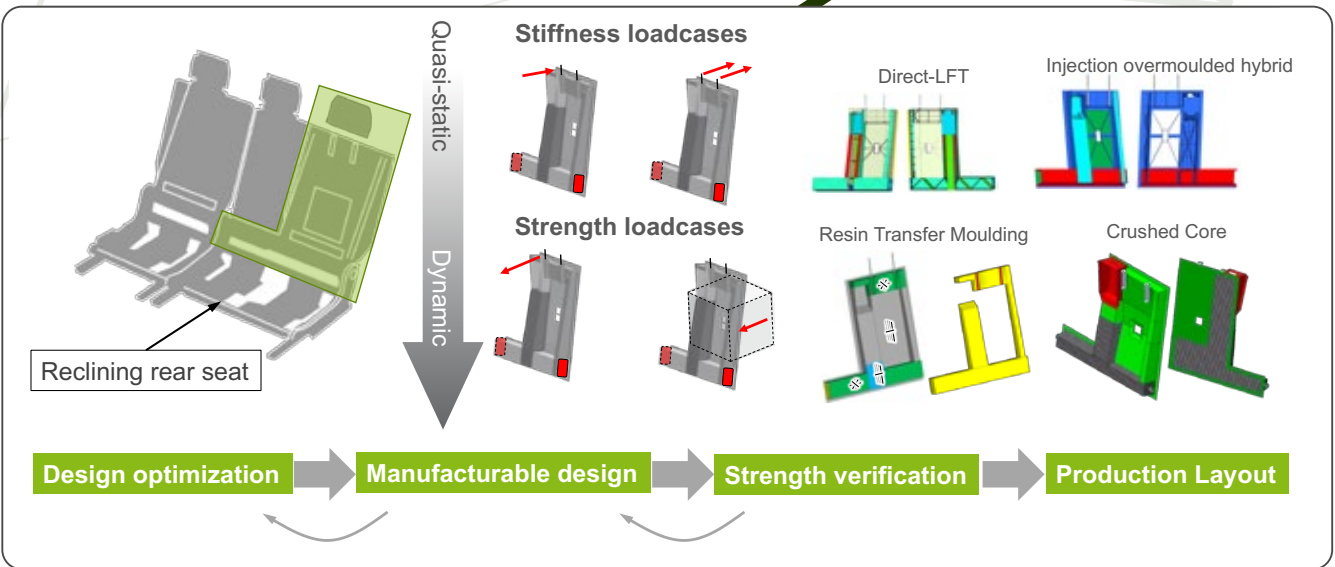 Reclining rear seat
Quasi-static
Dynamic
Stiffness loadcases
Strength loadcases
Direct-LFT
Injection overmoulded hybrid
Resin Transfer Moulding
Crushed Core
Design optimization
Manufacturable design
Strength verification
Production Layout